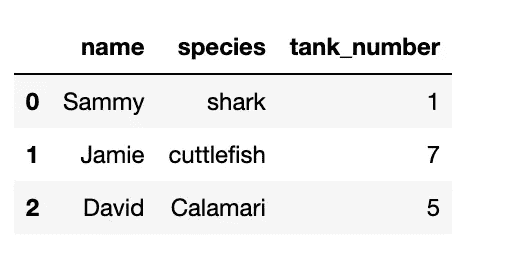 name species tank_number
0 Sammy shark 1
1 Jamie cuttlefish 7
2 David Calamari 5